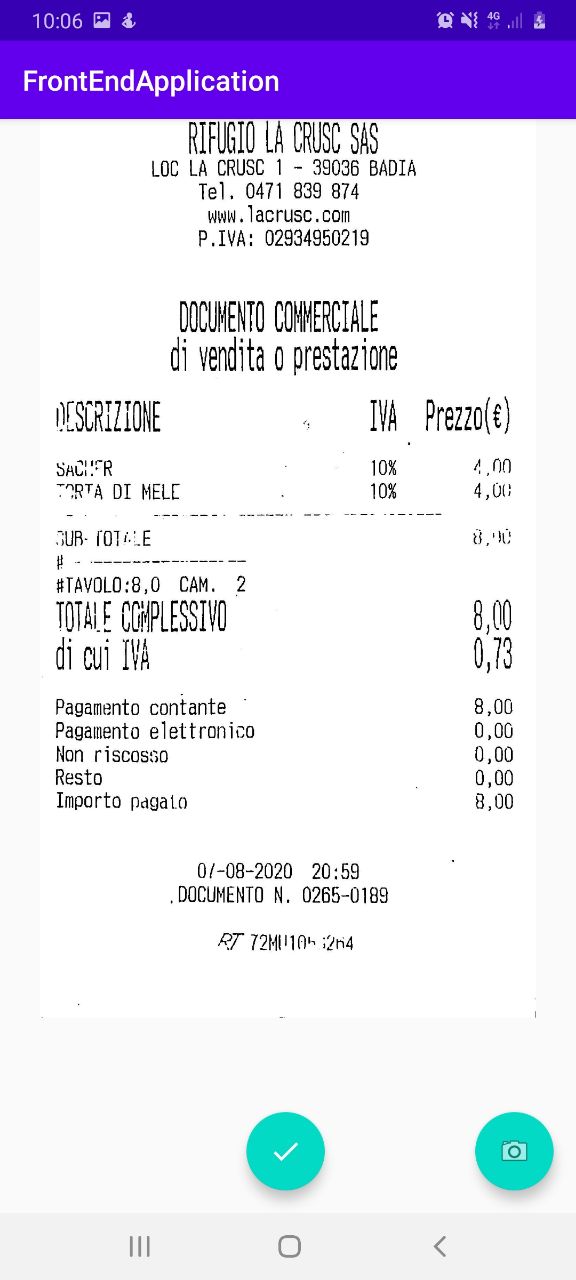 10:06
4G
FrontEndApplication
RIFUGIO LA CRUSC SAS
LOC LA CRUSC 1 - 39036 BADIA
Tel. 0471 839 874
www.lacrusc.com
P.IVA: 02934950219
DOCUMENTO COMMERCIALE
di vendita o prestazione
DESCRIZIONE IVA Prezzo(€)
SACHER 10% 4,00
TORTA DI MELE 10% 4,00
SUB-TOTALE 8,00
# - ------------------
#TAVOLO:8,0 CAM. 2
TOTALE COMPLESSIVO 8,00
di cui IVA 0,73
Pagamento contante 8,00
Pagamento elettronico 0,00
Non riscosso 0,00
Resto 0,00
Importo pagato 8,00
07-08-2020 20:59
DOCUMENTO N. 0265-0189
RT